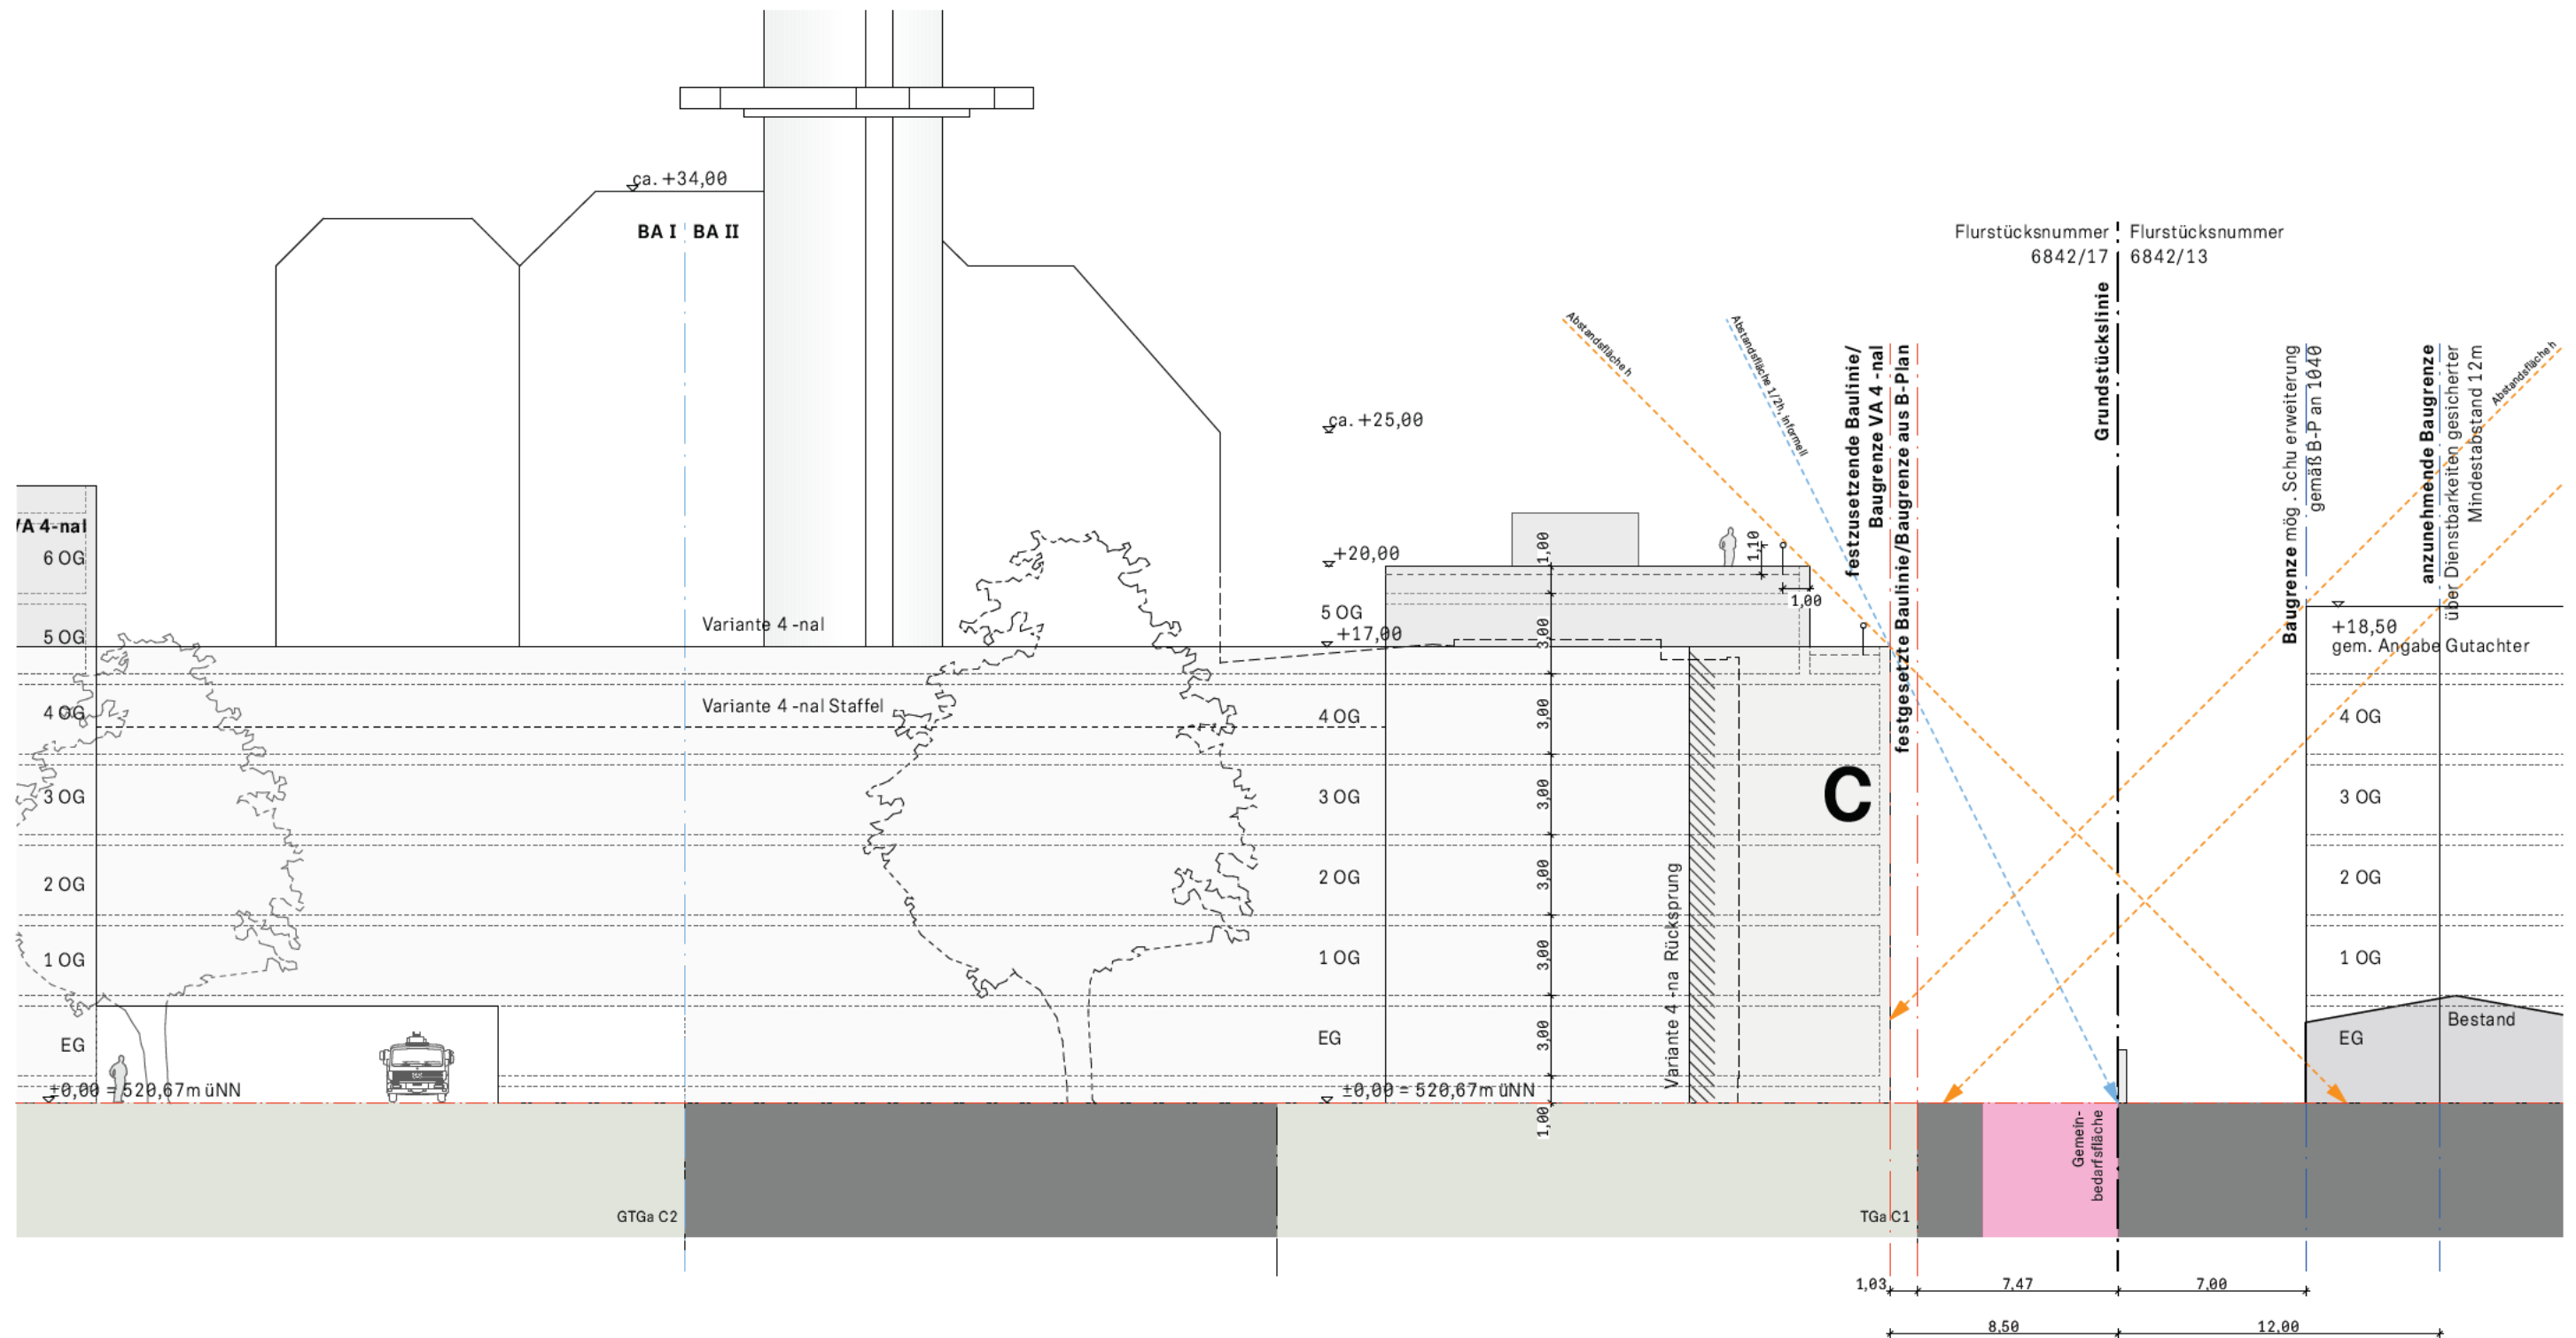 ca. +34,00
BA I
BA II
Flurstücksnummer
6842/17
Flurstücksnummer
6842/13
Grundstückslinie
Abstandsfläche h
Abstandsfläche 1/2h, informell
festzusetzende Baulinie/
Baugrenze VA 4 -nal
festgesetzte Baulinie/Baugrenze aus B-Plan
Baugrenze mög . Schu erweiterung
gemäß B-P an 1040
anzunehmende Baugrenze
über Dienstbarkeiten gesicherter
Mindestabstand 12m
Abstandsfläche h
ca. +25,00
VA 4-nal
6 OG
5 OG
4 OG
3 OG
2 OG
1 OG
EG
±0,00 = 520,67m üNN
Variante 4 -nal
Variante 4 -nal Staffel
+20,00
5 OG
+17,00
4 OG
3 OG
2 OG
1 OG
EG
±0,00 = 520,67m üNN
1,00
3,00
3,00
3,00
3,00
3,00
3,00
1,00
1,10
1,00
Variante 4 -na Rücksprung
C
+18,50
gem. Angabe Gutachter
4 OG
3 OG
2 OG
1 OG
EG
Bestand
Gemein-
bedarfsfläche
GTGa C2
TGa C1
1,03
7,47
7,00
8,50
12,00